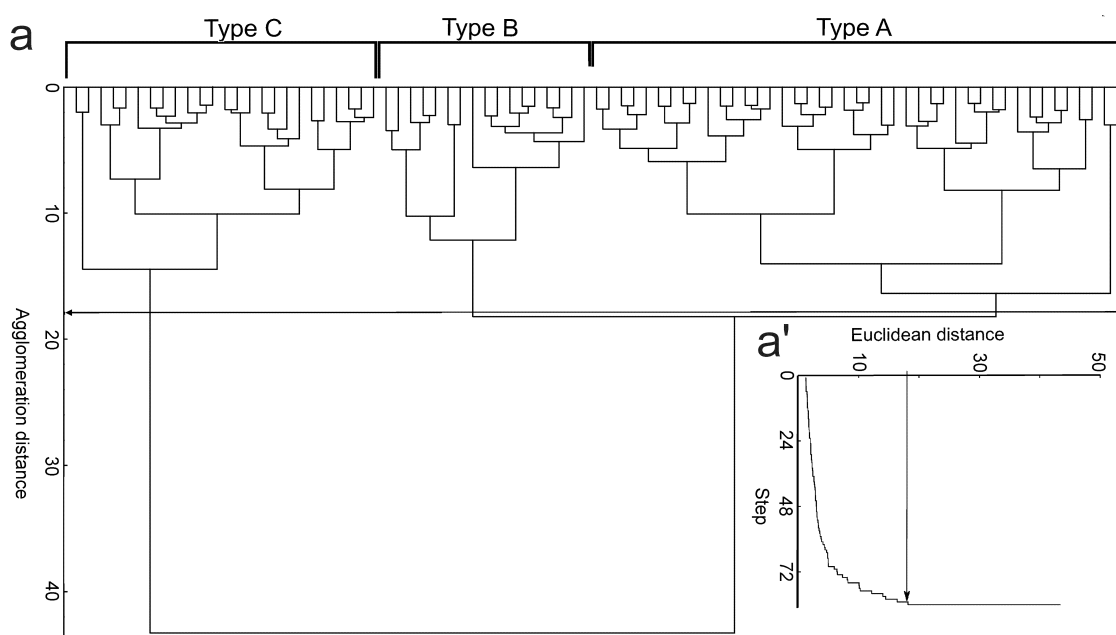 a
Type C
Type B
Type A
0
10
20
30
40
Agglomeration distance
a'
Euclidean distance
10
30
50
0
24
48
72
Step